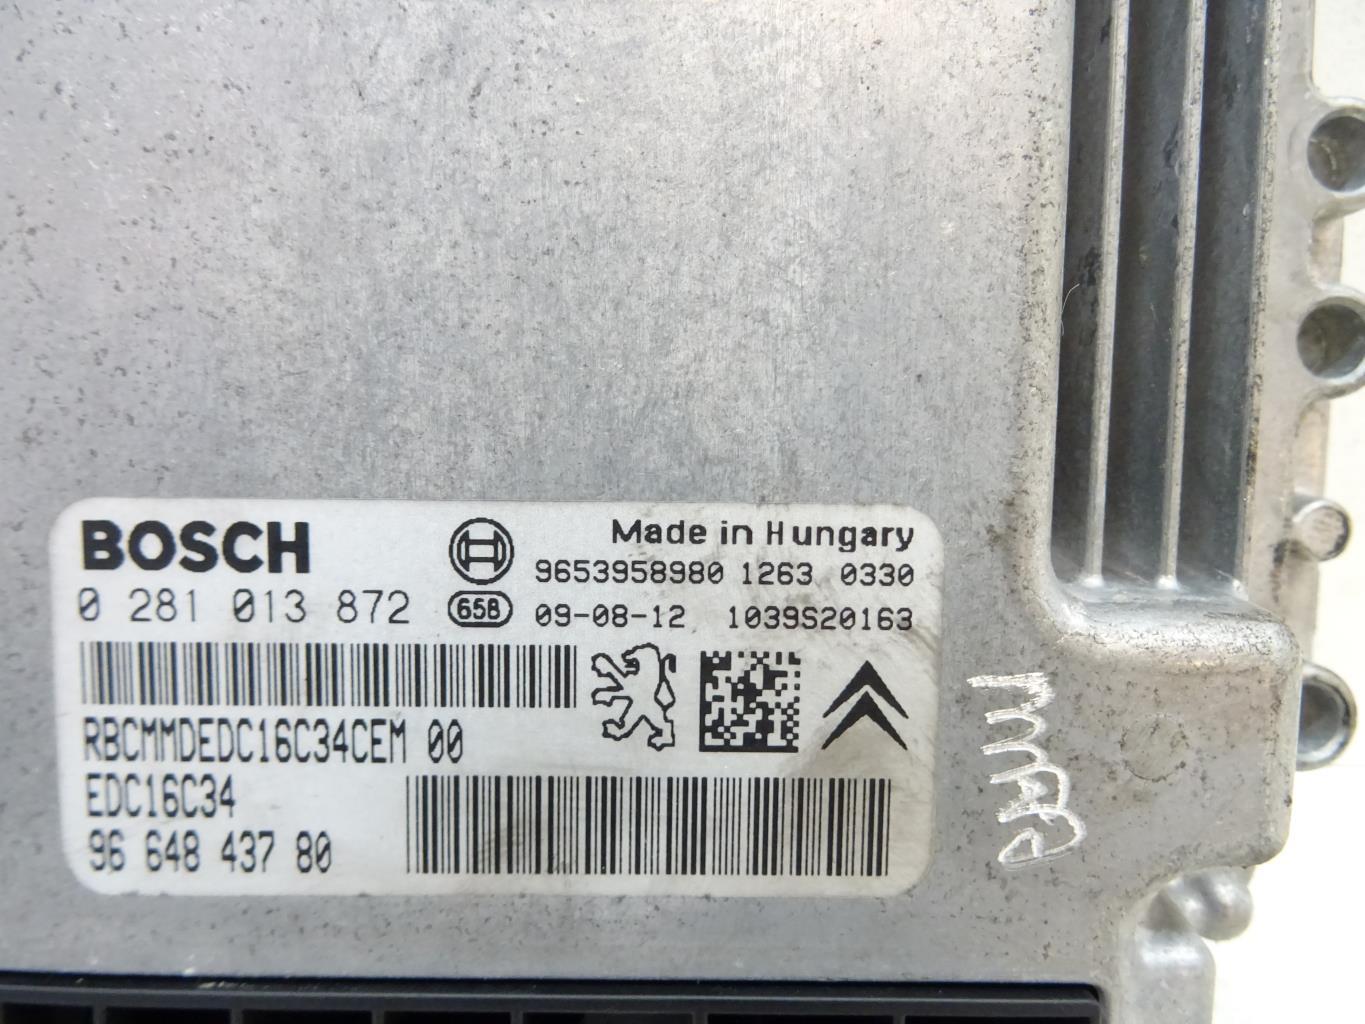 BOSCH
Made in Hungary
9653958980 1263 0330
0 281 013 872
65B 09-08-12 1039S20163
RBCMMDEDC16C34CEM 00
EDC16C34
96 648 437 80